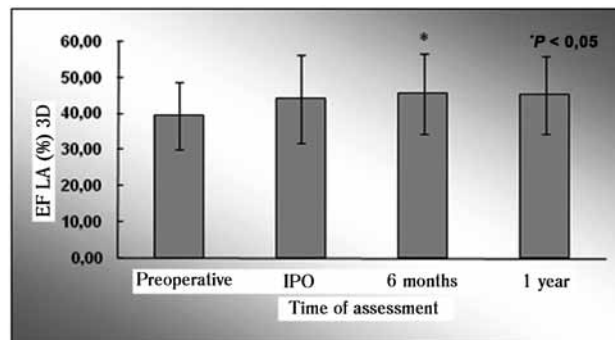 60,00
50,00
40,00
30,00
20,00
10,00
0,00
EF LA (%) 3D
*
*P < 0,05
Preoperative IPO 6 months 1 year
Time of assessment